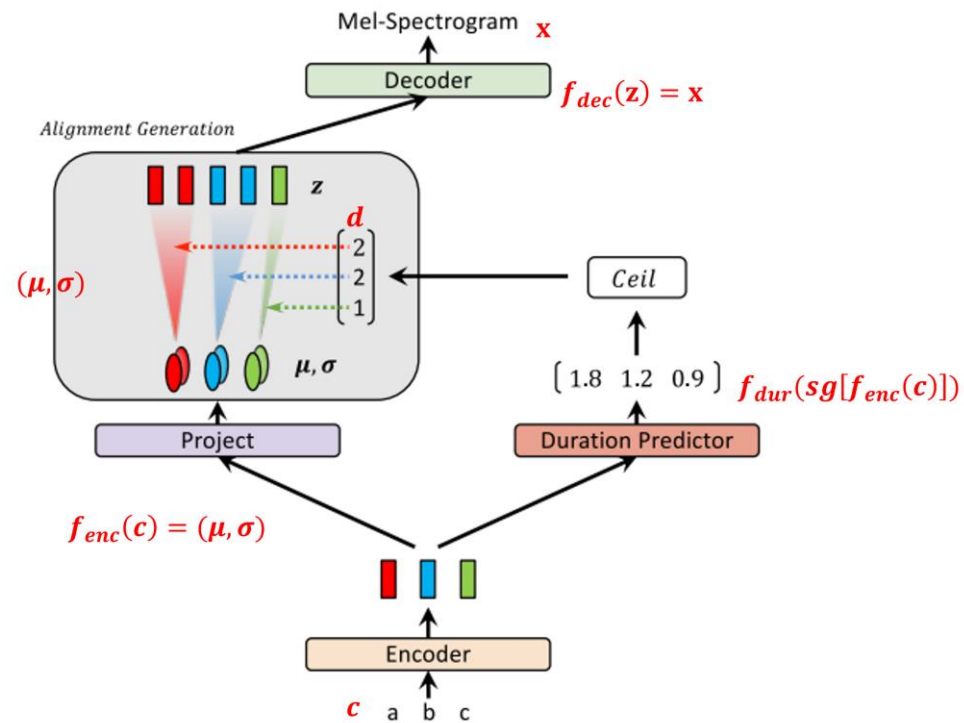 Mel-Spectrogram x
Decoder
f_dec(z) = x
Alignment Generation
z
d
2
2
1
(μ, σ)
μ, σ
Ceil
[1.8 1.2 0.9]
f_dur(sg[f_enc(c)])
Project
Duration Predictor
f_enc(c) = (μ, σ)
Encoder
c a b c